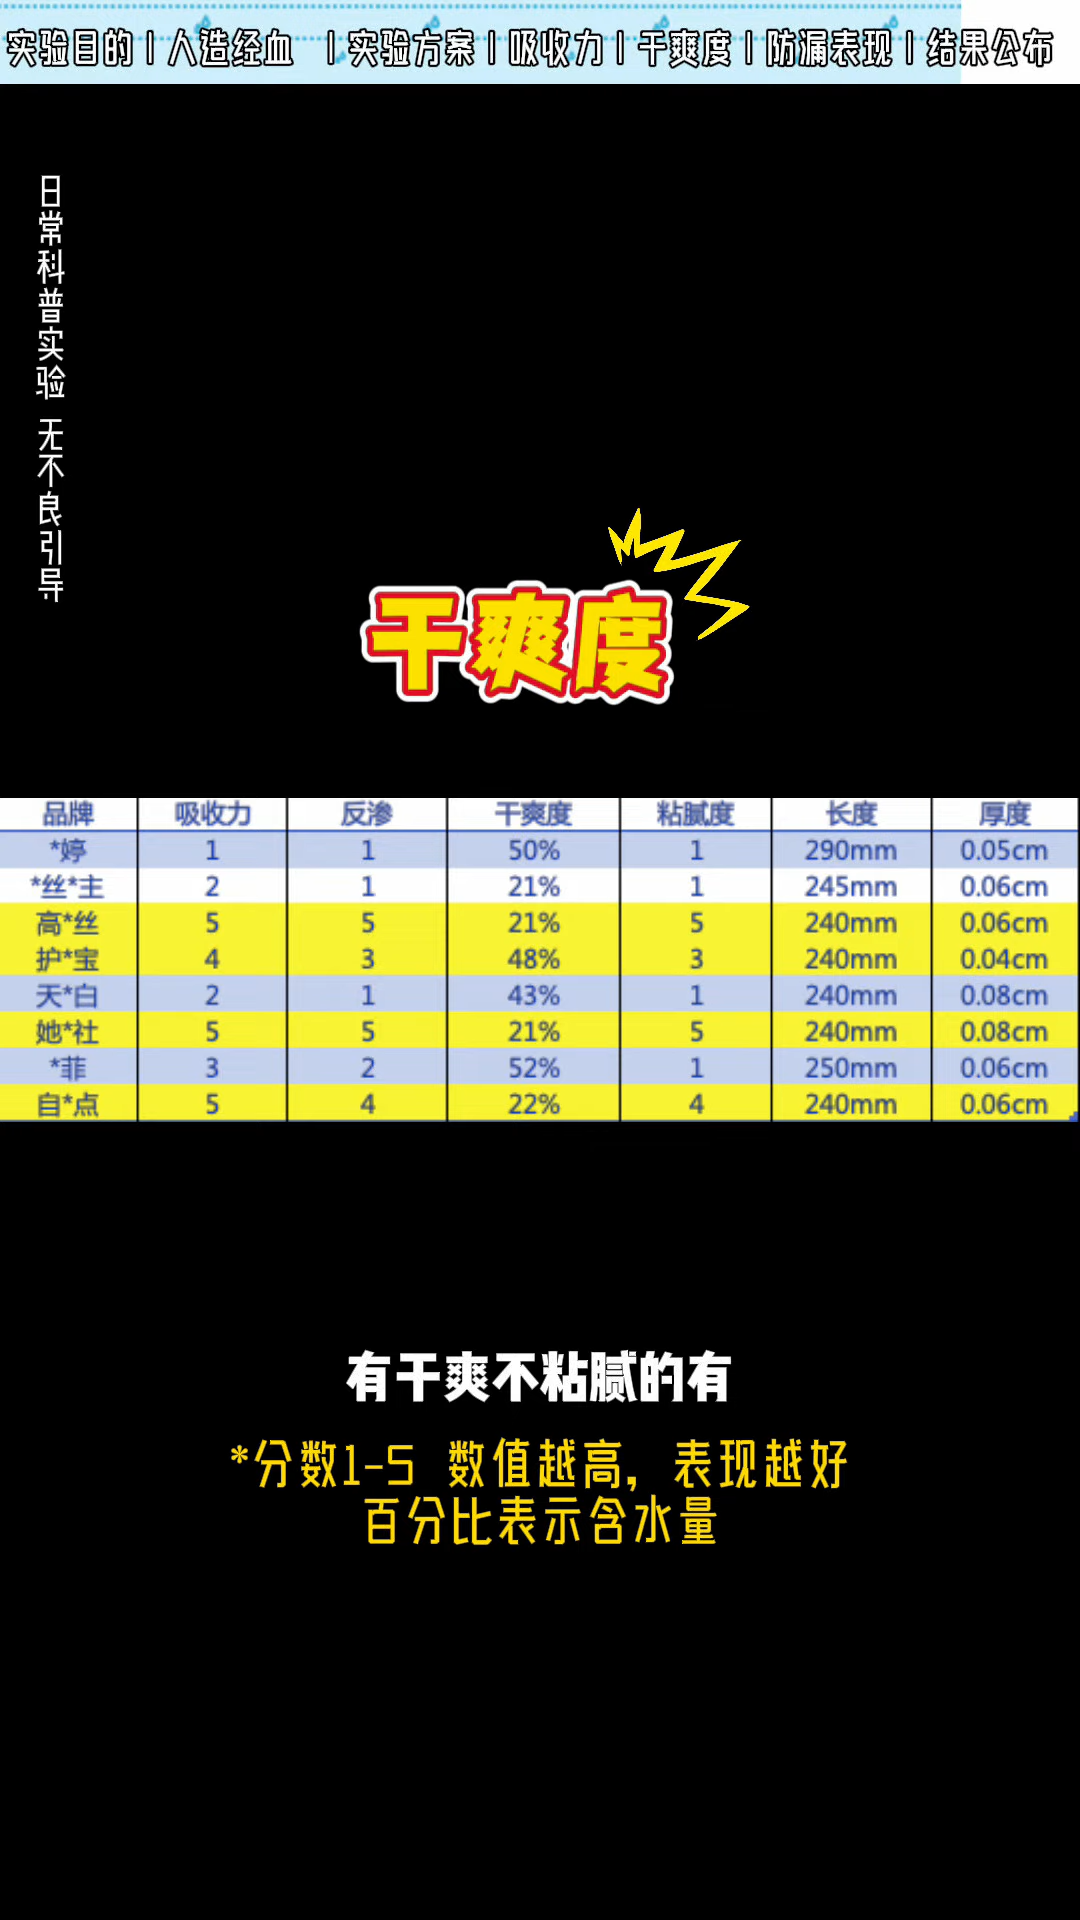 实验目的 | 人造经血 | 实验方案 | 吸收力 | 干爽度 | 防漏表现 | 结果公布
日常科普实验 无不良引导
干爽度
品牌 吸收力 反渗 干爽度 粘腻度 长度 厚度
*婷 1 1 50% 1 290mm 0.05cm
*丝*主 2 1 21% 1 245mm 0.06cm
高*丝 5 5 21% 5 240mm 0.06cm
护*宝 4 3 48% 3 240mm 0.04cm
天*白 2 1 43% 1 240mm 0.08cm
她*社 5 5 21% 5 240mm 0.08cm
*菲 3 2 52% 1 250mm 0.06cm
自*点 5 4 22% 4 240mm 0.06cm
有干爽不粘腻的有
*分数1-5 数值越高，表现越好
百分比表示含水量